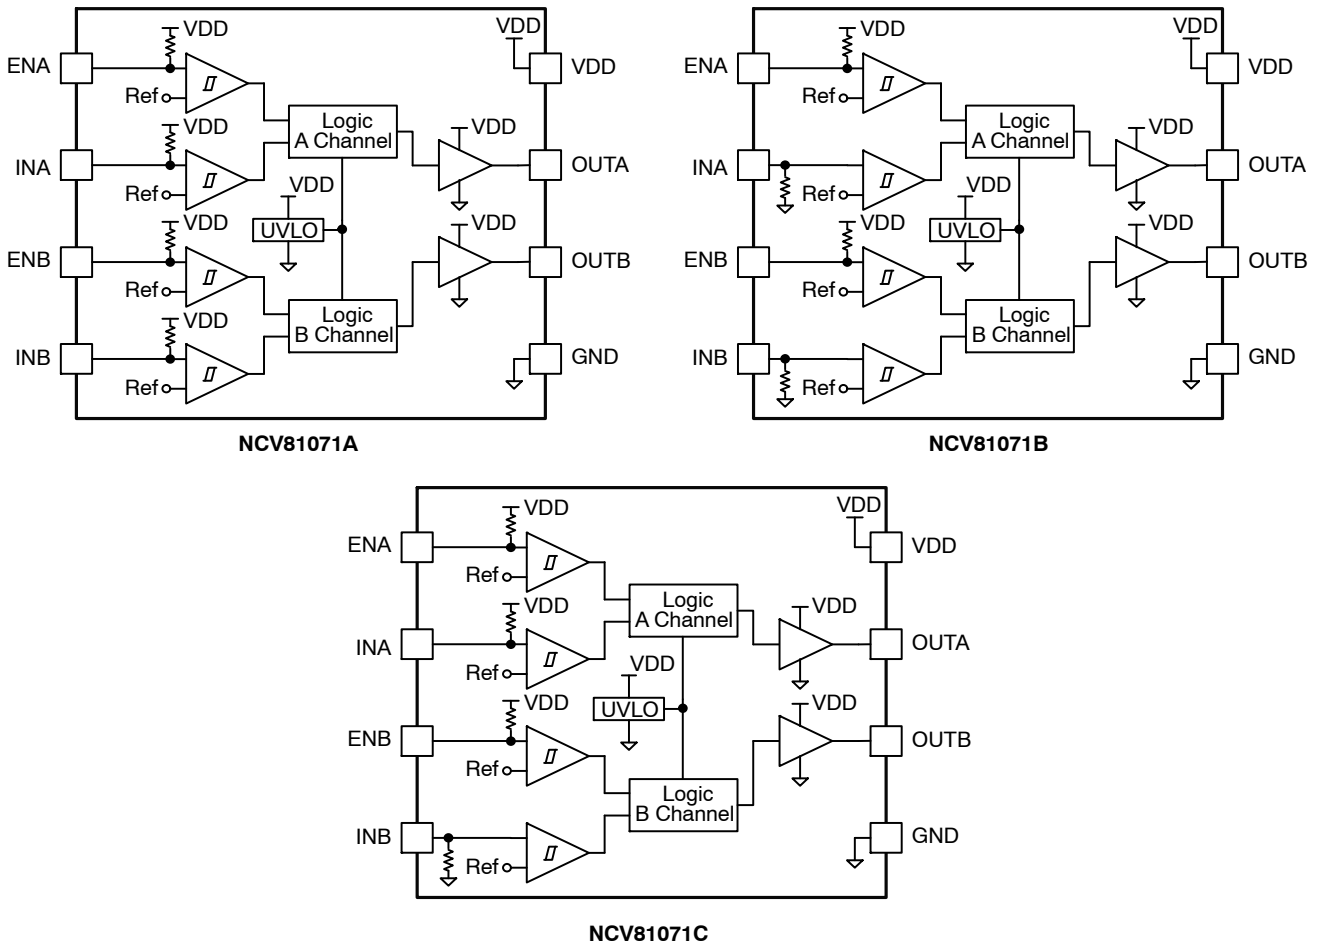 VDD
VDD
ENA
VDD
Ref
VDD
Logic
A Channel
VDD
INA
OUTA
Ref
VDD
VDD
VDD
UVLO
ENB
OUTB
Ref
VDD
Logic
B Channel
INB
GND
Ref
NCV81071A
VDD
VDD
ENA
VDD
Ref
Logic
A Channel
VDD
INA
OUTA
Ref
VDD
VDD
VDD
UVLO
ENB
OUTB
Ref
Logic
B Channel
INB
GND
Ref
NCV81071B
VDD
VDD
ENA
VDD
Ref
VDD
Logic
A Channel
VDD
INA
OUTA
Ref
VDD
VDD
VDD
UVLO
ENB
OUTB
Ref
Logic
B Channel
INB
GND
Ref
NCV81071C